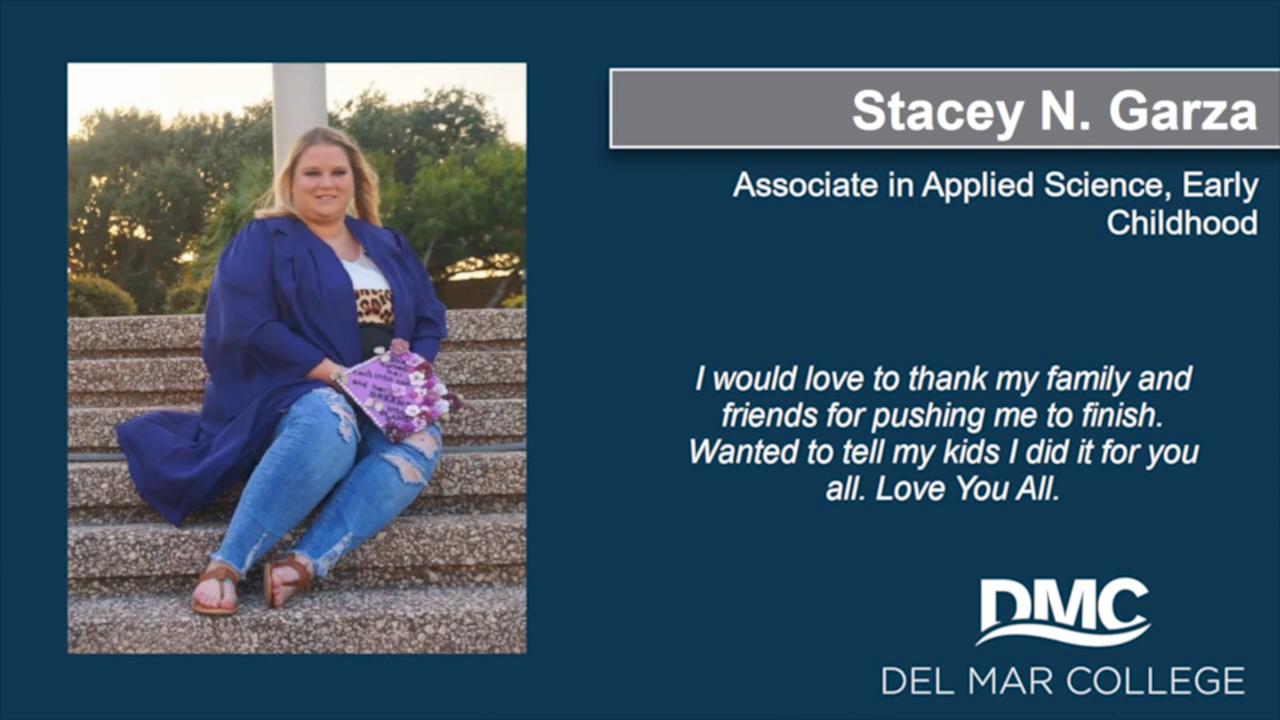 Stacey N. Garza
Associate in Applied Science, Early
Childhood
I would love to thank my family and
friends for pushing me to finish.
Wanted to tell my kids I did it for you
all. Love You All.
DMC
DEL MAR COLLEGE
and her